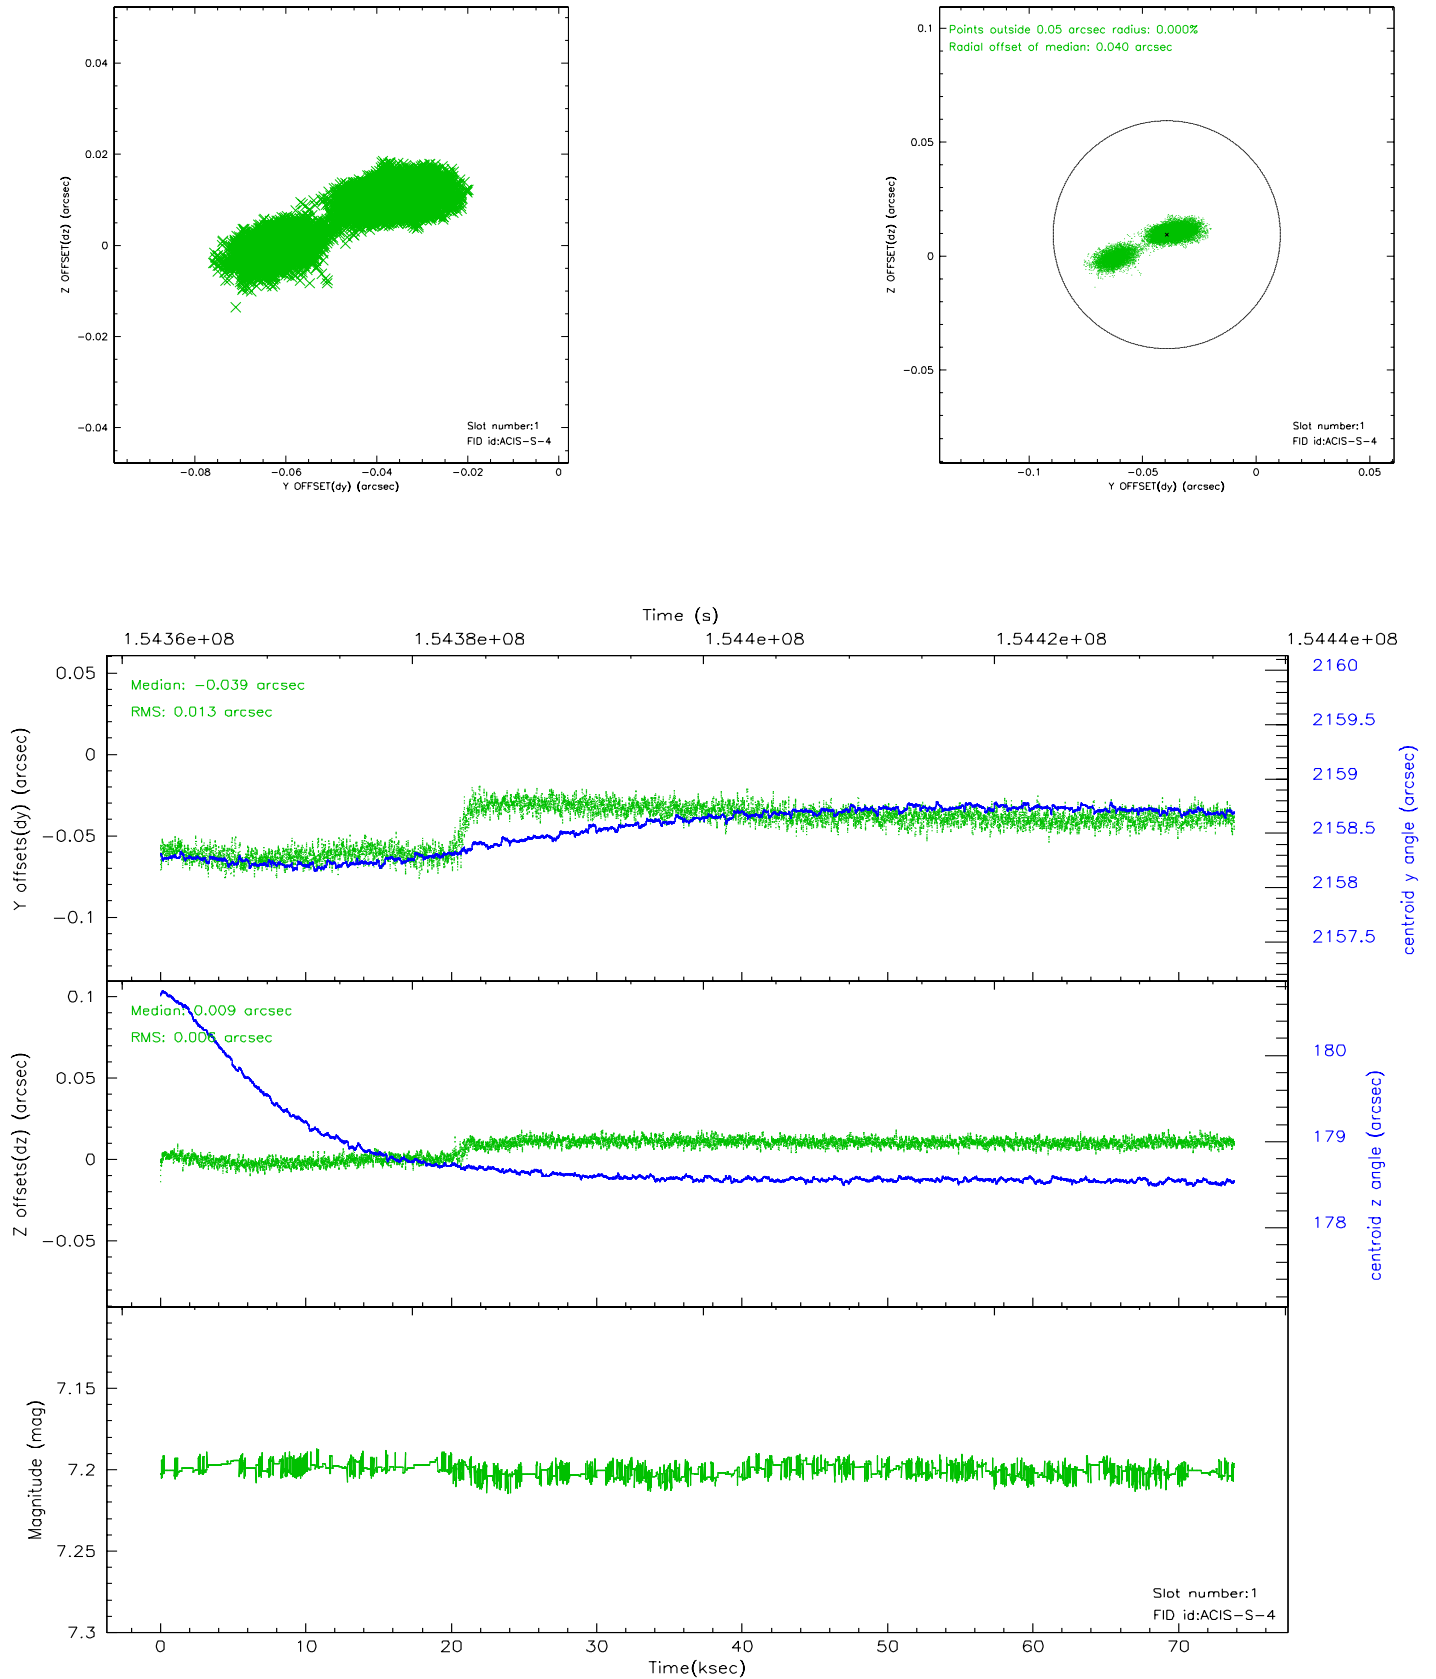 0.04
0.02
0
−0.02
−0.04
Z OFFSET(dz) (arcsec)
Slot number:1
FID id:ACIS−S−4
−0.08
−0.06
−0.04
−0.02
0
Y OFFSET(dy) (arcsec)
Points outside 0.05 arcsec radius: 0.000%
Radial offset of median: 0.040 arcsec
0.1
0.05
0
−0.05
Z OFFSET(dz) (arcsec)
Slot number:1
FID id:ACIS−S−4
−0.1
−0.05
0
0.05
Y OFFSET(dy) (arcsec)
Time (s)
1.5436e+08
1.5438e+08
1.544e+08
1.5442e+08
1.5444e+08
Median: −0.039 arcsec
RMS: 0.013 arcsec
0.05
0
−0.05
−0.1
Y offsets(dy) (arcsec)
2160
2159.5
2159
2158.5
2158
2157.5
centroid y angle (arcsec)
Median: 0.009 arcsec
RMS: 0.006 arcsec
0.1
0.05
0
−0.05
Z offsets(dz) (arcsec)
180
179
178
centroid z angle (arcsec)
7.15
7.2
7.25
7.3
Magnitude (mag)
Slot number:1
FID id:ACIS−S−4
0
10
20
30
40
50
60
70
Time(ksec)